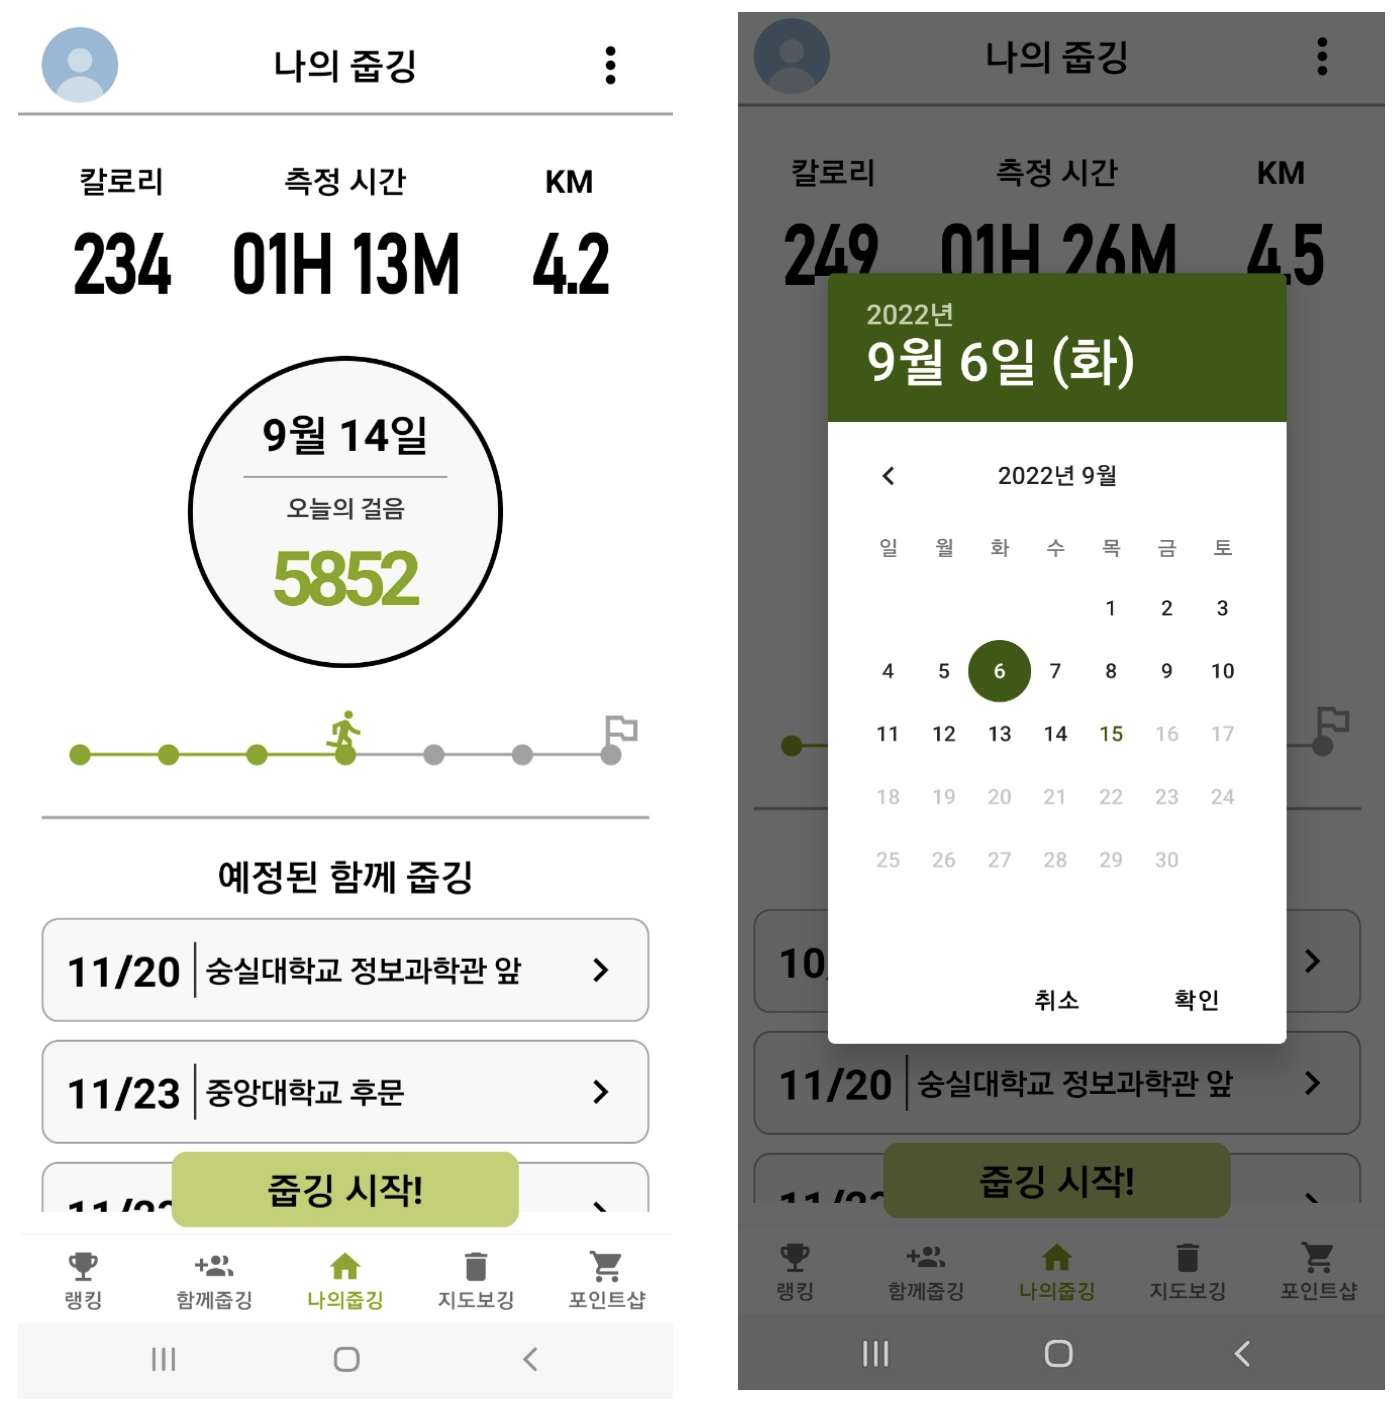 나의 줍깅
칼로리 측정 시간 KM
234 01H 13M 4.2
9월 14일
오늘의 걸음
5852
예정된 함께 줍깅
11/20 숭실대학교 정보과학관 앞
11/23 중앙대학교 후문
줍깅 시작!
랭킹 함께줍깅 나의줍깅 지도보깅 포인트샵
나의 줍깅
칼로리 측정 시간 KM
249 01H 26M 4.5
2022년
9월 6일 (화)
2022년 9월
일 월 화 수 목 금 토
1 2 3
4 5 6 7 8 9 10
11 12 13 14 15 16 17
18 19 20 21 22 23 24
25 26 27 28 29 30
취소 확인
11/20 숭실대학교 정보과학관 앞
줍깅 시작!
랭킹 함께줍깅 나의줍깅 지도보깅 포인트샵